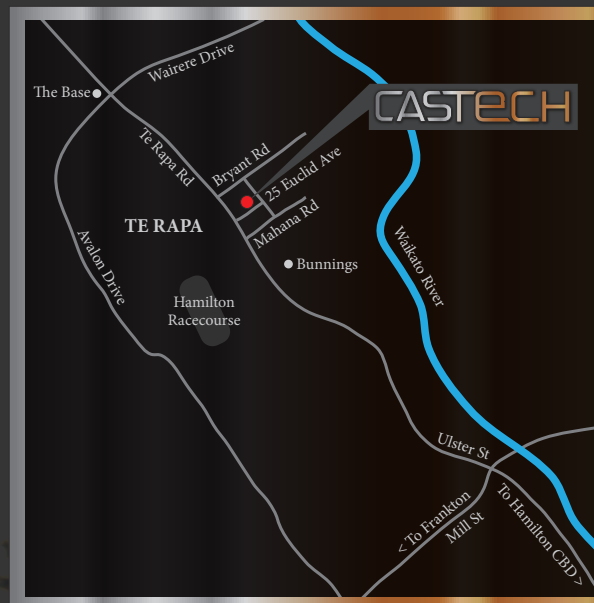 Wairere Drive
The Base
CASTECH
Te Rapa Rd
Bryant Rd
25 Euclid Ave
Mahana Rd
TE RAPA
Avalon Drive
Bunnings
Waikato River
Hamilton
Racecourse
Ulster St
< To Frankton
Mill St
To Hamilton CBD >